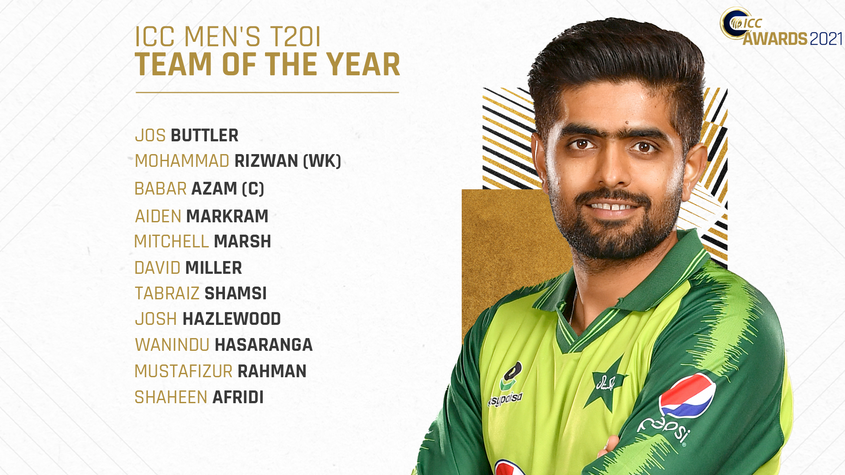 ICC MEN'S T20I
TEAM OF THE YEAR
JOS BUTTLER
MOHAMMAD RIZWAN (WK)
BABAR AZAM (C)
AIDEN MARKRAM
MITCHELL MARSH
DAVID MILLER
TABRAIZ SHAMSI
JOSH HAZLEWOOD
WANINDU HASARANGA
MUSTAFIZUR RAHMAN
SHAHEEN AFRIDI
ICC
AWARDS 2021
pepsi